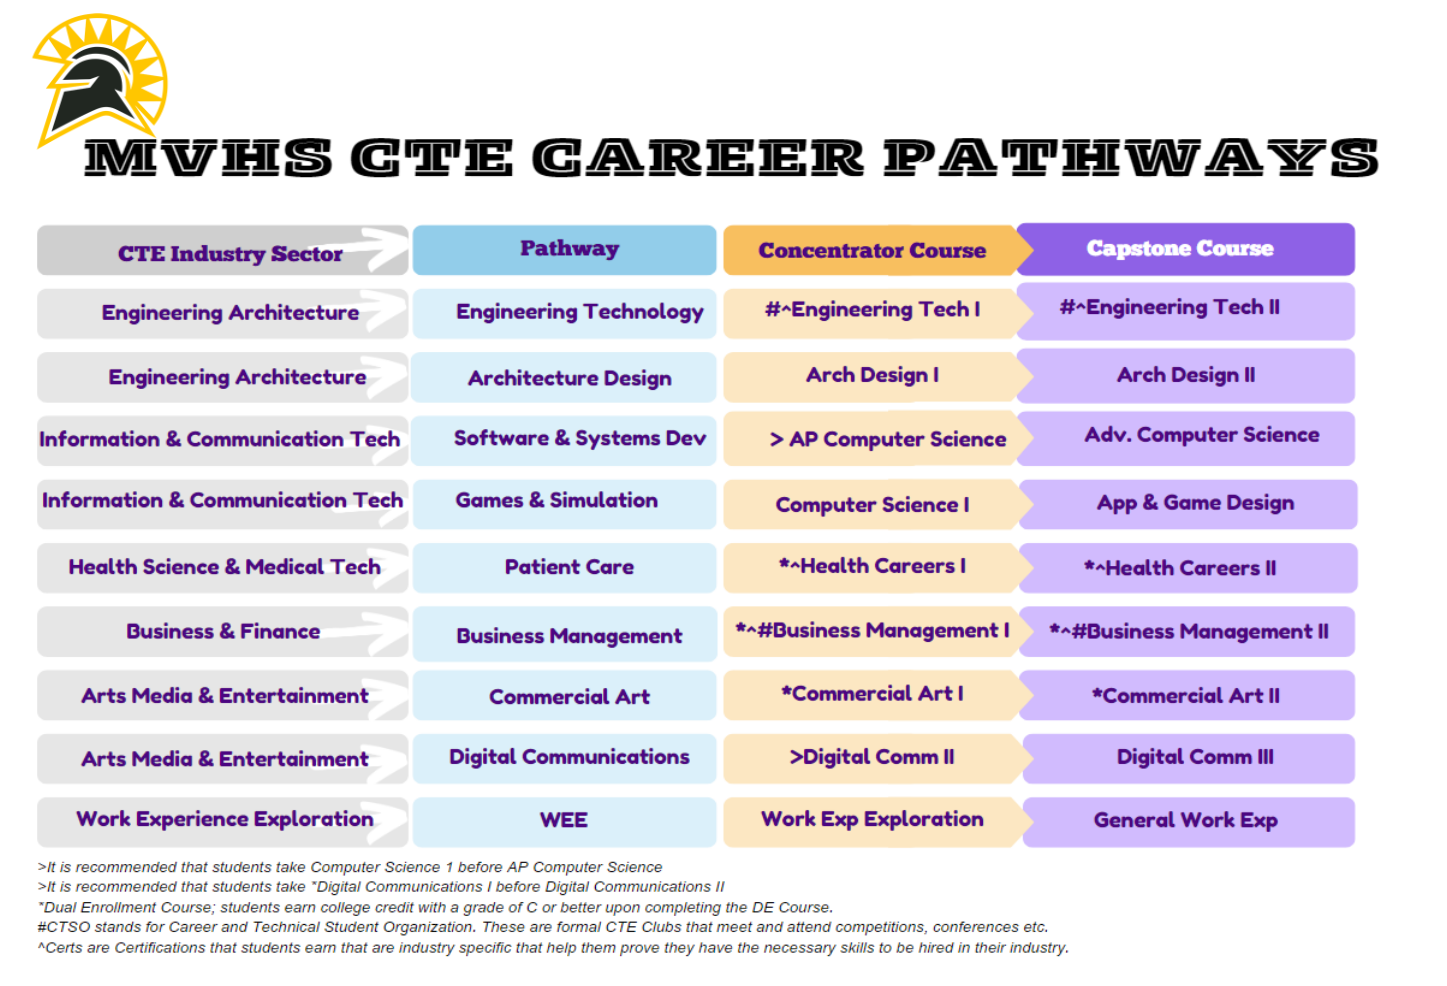 MVHS CTE CAREER PATHWAYS
CTE Industry Sector Pathway Concentrator Course Capstone Course
Engineering Architecture Engineering Technology #^Engineering Tech I #^Engineering Tech II
Engineering Architecture Architecture Design Arch Design I Arch Design II
Information & Communication Tech Software & Systems Dev > AP Computer Science Adv. Computer Science
Information & Communication Tech Games & Simulation Computer Science I App & Game Design
Health Science & Medical Tech Patient Care *^Health Careers I *^Health Careers II
Business & Finance Business Management *^#Business Management I *^#Business Management II
Arts Media & Entertainment Commercial Art *Commercial Art I *Commercial Art II
Arts Media & Entertainment Digital Communications >Digital Comm II Digital Comm III
Work Experience Exploration WEE Work Exp Exploration General Work Exp
>It is recommended that students take Computer Science 1 before AP Computer Science
>It is recommended that students take *Digital Communications I before Digital Communications II
*Dual Enrollment Course; students earn college credit with a grade of C or better upon completing the DE Course.
#CTSO stands for Career and Technical Student Organization. These are formal CTE Clubs that meet and attend competitions, conferences etc.
^Certs are Certifications that students earn that are industry specific that help them prove they have the necessary skills to be hired in their industry.